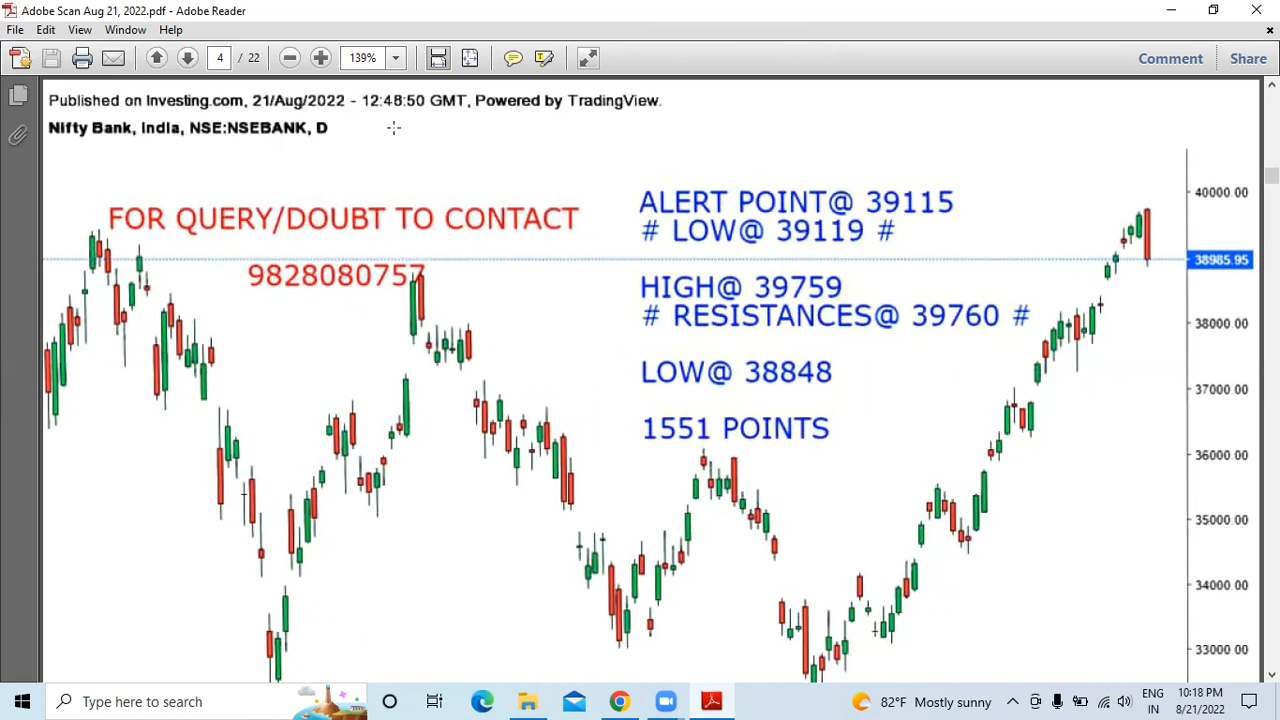 Adobe Scan Aug 21, 2022.pdf - Adobe Reader
File Edit View Window Help
4 / 22 139% Comment Share
Published on Investing.com, 21/Aug/2022 - 12:48:50 GMT, Powered by TradingView.
Nifty Bank, India, NSE:NSEBANK, D
FOR QUERY/DOUBT TO CONTACT
9828080757
ALERT POINT@ 39115
# LOW@ 39119 #
HIGH@ 39759
# RESISTANCES@ 39760 #
LOW@ 38848
1551 POINTS
40000.00
38985.95
38000.00
37000.00
36000.00
35000.00
34000.00
33000.00
Type here to search
82°F Mostly sunny
ENG
IN
10:18 PM
8/21/2022